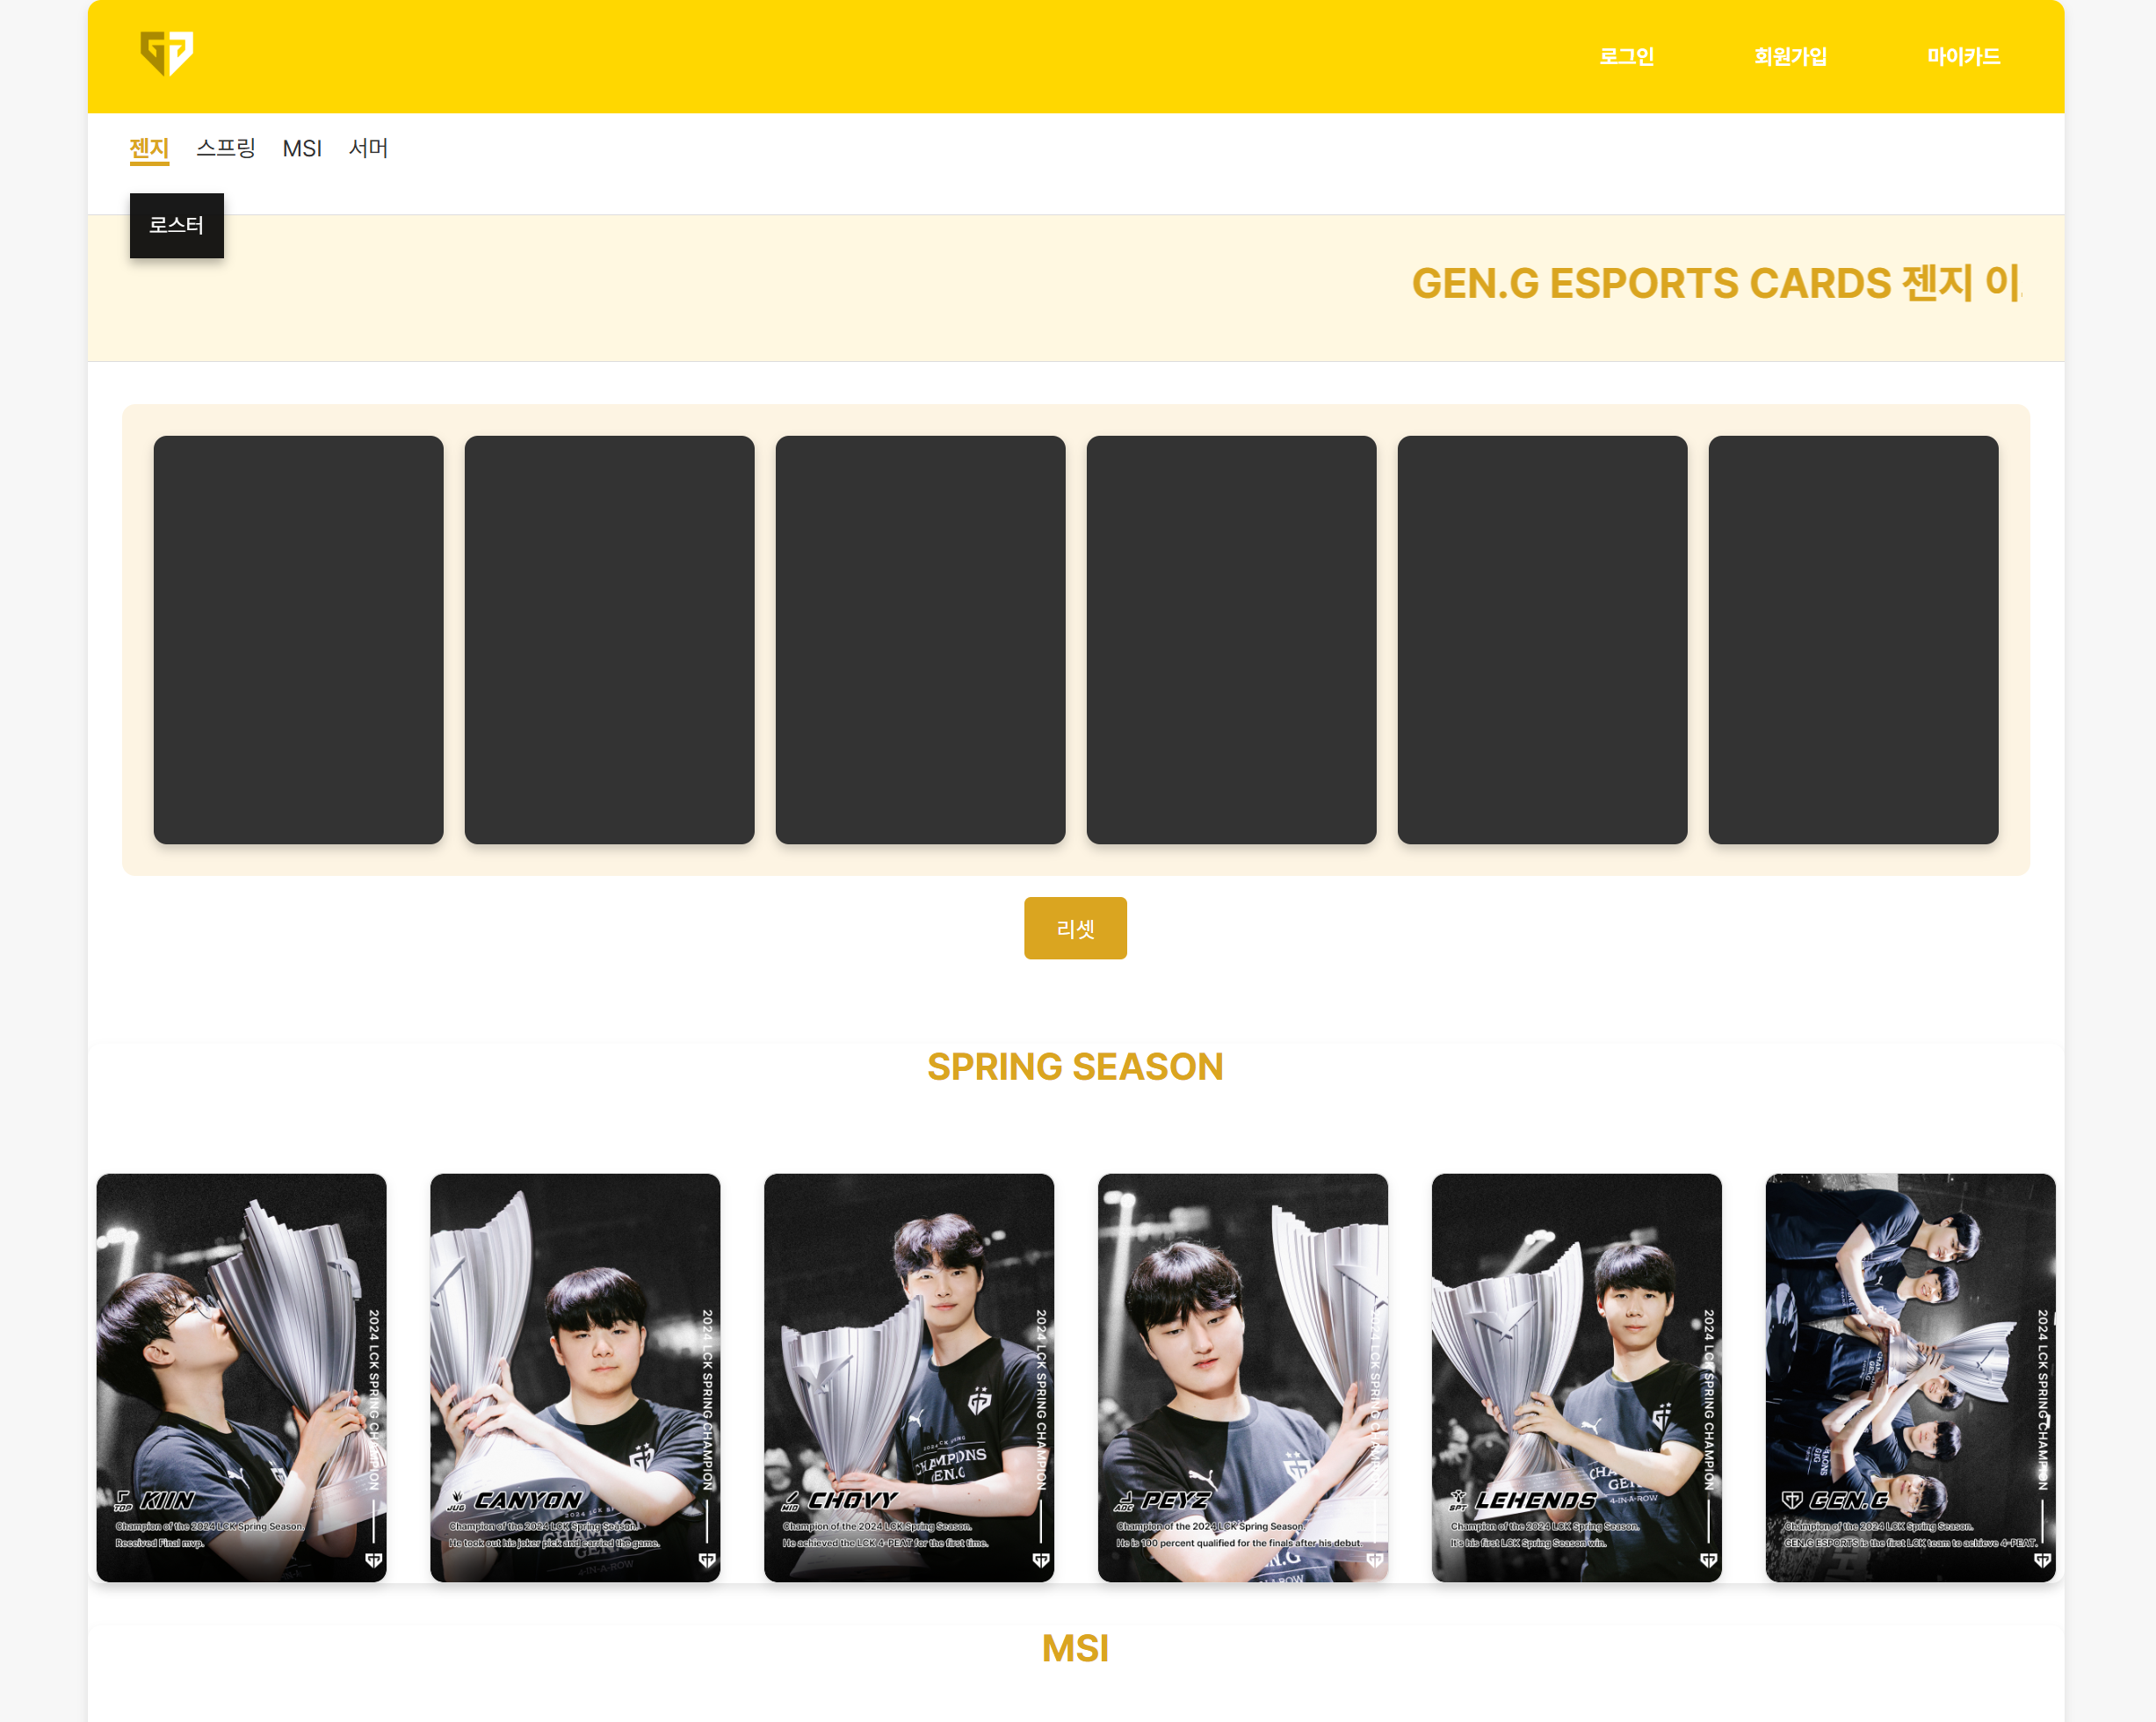 로그인 회원가입 마이카드
젠지 스프링 MSI 서머
로스터
GEN.G ESPORTS CARDS 젠지 이
리셋
SPRING SEASON
2024 LCK SPRING CHAMPION
TOP KIIN
Champion of the 2024 LCK Spring Season.
Received Final mvp.
2024 LCK SPRING CHAMPION
JUG CANYON
Champion of the 2024 LCK Spring Season.
He took out his joker pick and carried the game.
4-IN-A-ROW
2024 LCK SPRING CHAMPION
CHAMPIONS
GEN.G
MID CHOVY
Champion of the 2024 LCK Spring Season.
He achieved the LCK 4-PEAT for the first time.
2024 LCK SPRING CHAMPION
ADC PEYZ
Champion of the 2024 LCK Spring Season.
He is 100 percent qualified for the finals after his debut
2024 LCK SPRING CHAMPION
4-IN-A-ROW
SPT LEHENDS
Champion of the 2024 LCK Spring Season.
It's his first LCK Spring Season win.
2024 LCK SPRING CHAMPION
GEN.G
Champion of the 2024 LCK Spring Season.
GEN.G ESPORTS is the first LCK team to achieve 4-PEAT.
MSI